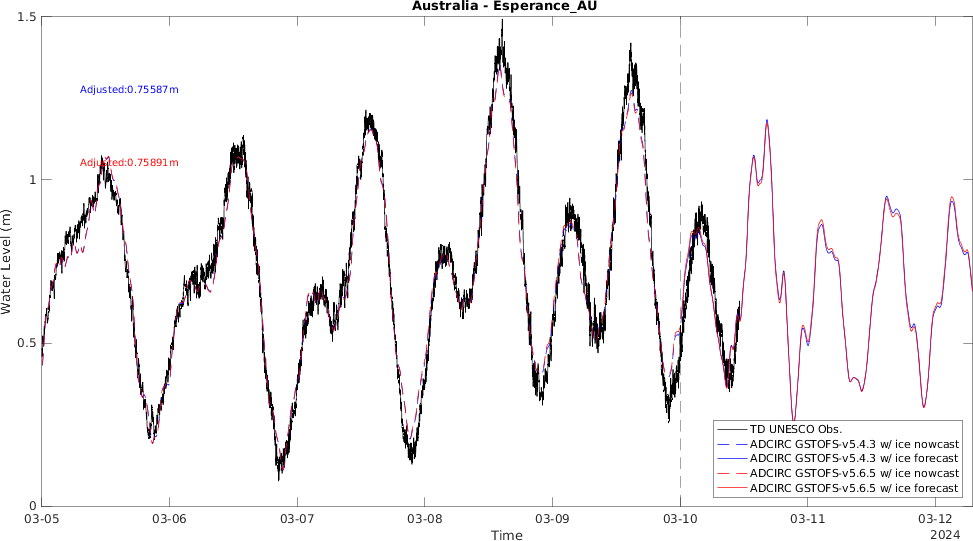 Australia - Esperance_AU
1.5
Adjusted:0.75587m
Adjusted:0.75891m
1
Water Level (m)
0.5
0
TD UNESCO Obs.
ADCIRC GSTOFS-v5.4.3 w/ ice nowcast
ADCIRC GSTOFS-v5.4.3 w/ ice forecast
ADCIRC GSTOFS-v5.6.5 w/ ice nowcast
ADCIRC GSTOFS-v5.6.5 w/ ice forecast
03-05 03-06 03-07 03-08 03-09 03-10 03-11 03-12
Time
2024